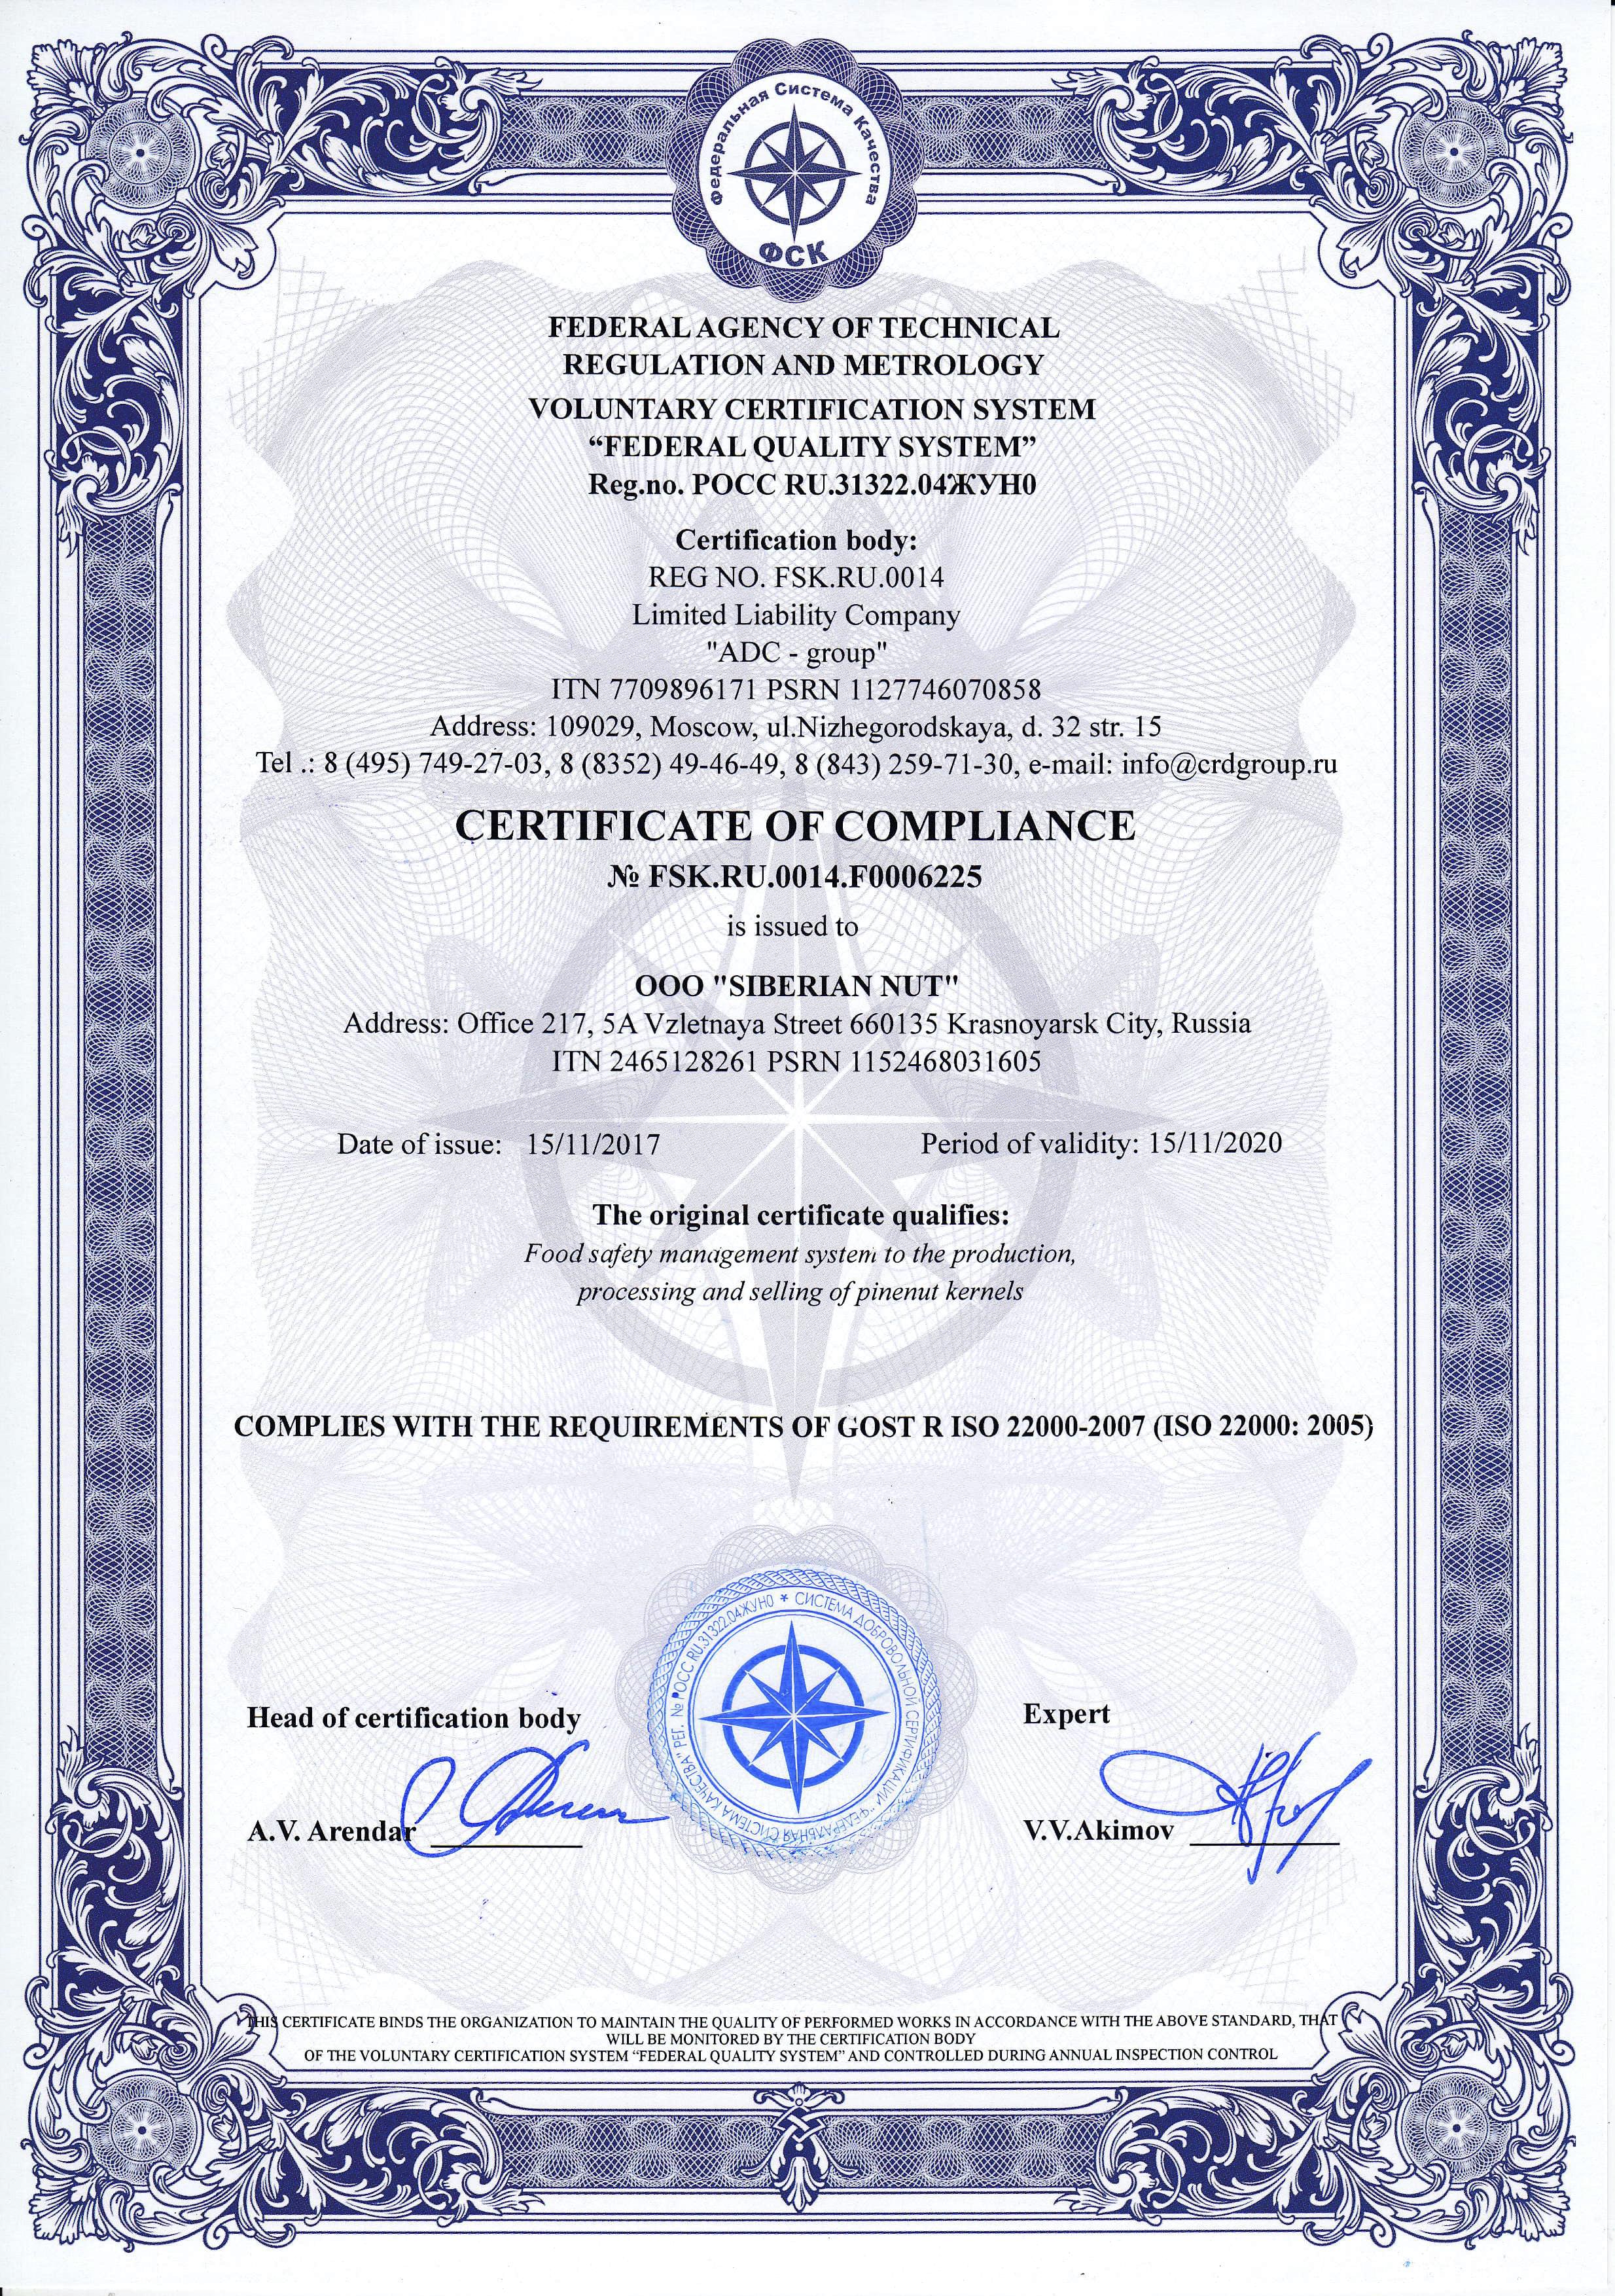 Федеральная Система Качества
ФСК
FEDERAL AGENCY OF TECHNICAL
REGULATION AND METROLOGY
VOLUNTARY CERTIFICATION SYSTEM
“FEDERAL QUALITY SYSTEM”
Reg.no. РОСС RU.31322.04ЖУН0
Certification body:
REG NO. FSK.RU.0014
Limited Liability Company
"ADC - group"
ITN 7709896171 PSRN 1127746070858
Address: 109029, Moscow, ul.Nizhegorodskaya, d. 32 str. 15
Tel .: 8 (495) 749-27-03, 8 (8352) 49-46-49, 8 (843) 259-71-30, e-mail: info@crdgroup.ru
CERTIFICATE OF COMPLIANCE
№ FSK.RU.0014.F0006225
is issued to
OOO "SIBERIAN NUT"
Address: Office 217, 5A Vzletnaya Street 660135 Krasnoyarsk City, Russia
ITN 2465128261 PSRN 1152468031605
Date of issue: 15/11/2017 Period of validity: 15/11/2020
The original certificate qualifies:
Food safety management system to the production,
processing and selling of pinenut kernels
COMPLIES WITH THE REQUIREMENTS OF GOST R ISO 22000-2007 (ISO 22000: 2005)
СИСТЕМА ДОБРОВОЛЬНОЙ СЕРТИФИКАЦИИ "ФЕДЕРАЛЬНАЯ СИСТЕМА КАЧЕСТВА" РЕГ. № РОСС RU.31322.04ЖУН0 *
Head of certification body
Expert
A.V. Arendar
V.V.Akimov
THIS CERTIFICATE BINDS THE ORGANIZATION TO MAINTAIN THE QUALITY OF PERFORMED WORKS IN ACCORDANCE WITH THE ABOVE STANDARD, THAT
WILL BE MONITORED BY THE CERTIFICATION BODY
OF THE VOLUNTARY CERTIFICATION SYSTEM “FEDERAL QUALITY SYSTEM” AND CONTROLLED DURING ANNUAL INSPECTION CONTROL